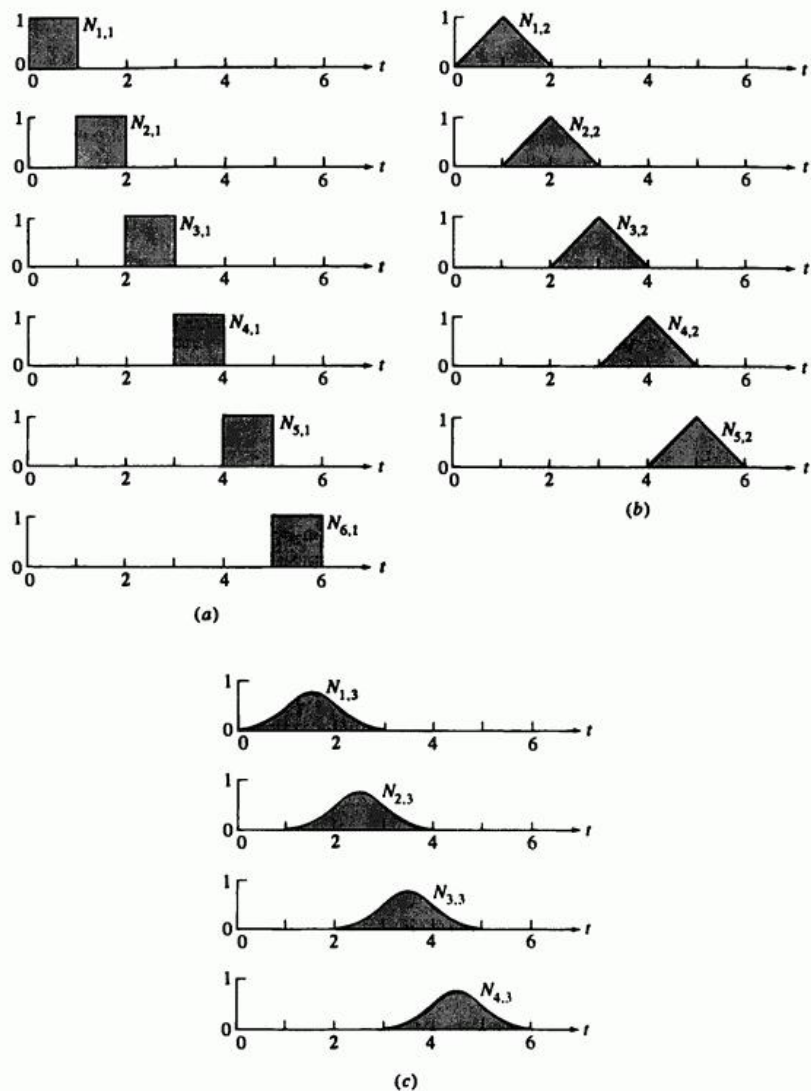 1 N1,1
0
0 2 4 6 t
1 N2,1
0
0 2 4 6 t
1 N3,1
0
0 2 4 6 t
1 N4,1
0
0 2 4 6 t
1 N5,1
0
0 2 4 6 t
1 N6,1
0
0 2 4 6 t
(a)
1 N1,2
0
0 2 4 6 t
1 N2,2
0
0 2 4 6 t
1 N3,2
0
0 2 4 6 t
1 N4,2
0
0 2 4 6 t
1 N5,2
0
0 2 4 6 t
(b)
1 N1,3
0
0 2 4 6 t
1 N2,3
0
0 2 4 6 t
1 N3,3
0
0 2 4 6 t
1 N4,3
0
0 2 4 6 t
(c)